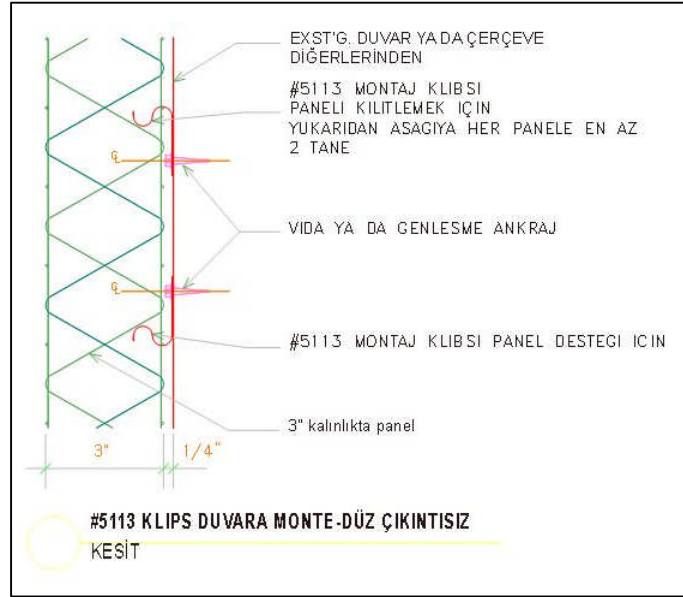 EXST'G. DUVAR YA DA ÇERÇEVE
DİĞERLERİNDEN
#5113 MONTAJ KLIBSI
PANELI KILITLEMEK IÇIN
YUKARIDAN ASAGIYA HER PANELE EN AZ
2 TANE
℄
VIDA YA DA GENLESME ANKRAJ
℄
#5113 MONTAJ KLIBSI PANEL DESTEGI ICIN
3" kalınlıkta panel
3" 1/4"
#5113 KLIPS DUVARA MONTE-DÜZ ÇIKINTISIZ
KESİT